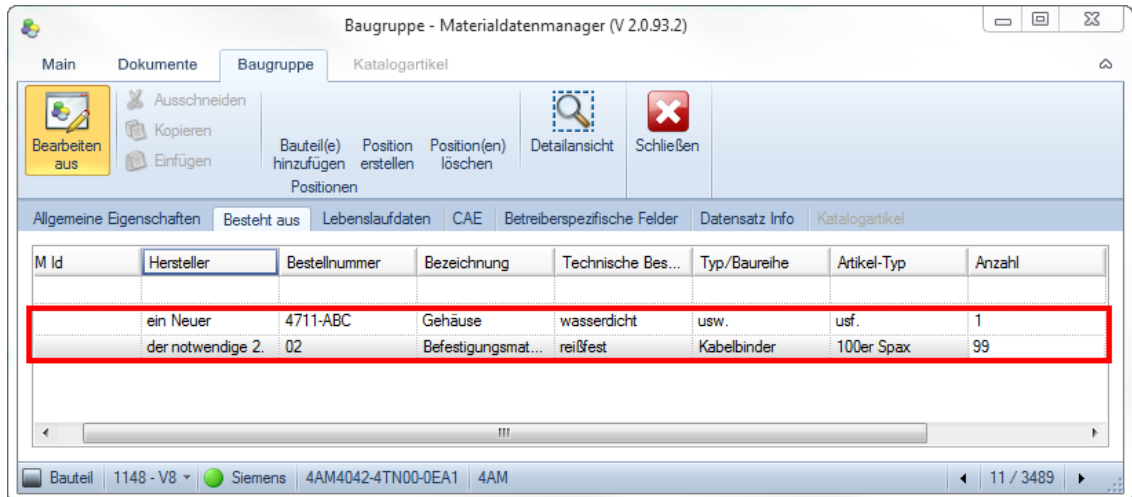 Baugruppe - Materialdatenmanager (V 2.0.93.2)
Main Dokumente Baugruppe Katalogartikel
Bearbeiten aus
Ausschneiden
Kopieren
Einfügen
Bauteil(e) hinzufügen
Position erstellen
Position(en) löschen
Positionen
Detailansicht
Schließen
Allgemeine Eigenschaften Besteht aus Lebenslaufdaten CAE Betreiberspezifische Felder Datensatz Info Katalogartikel
M Id Hersteller Bestellnummer Bezeichnung Technische Bes... Typ/Baureihe Artikel-Typ Anzahl
ein Neuer 4711-ABC Gehäuse wasserdicht usw. usf. 1
der notwendige 2. 02 Befestigungsmat... reißfest Kabelbinder 100er Spax 99
Bauteil 1148 - V8 Siemens 4AM4042-4TN00-0EA1 4AM 11 / 3489